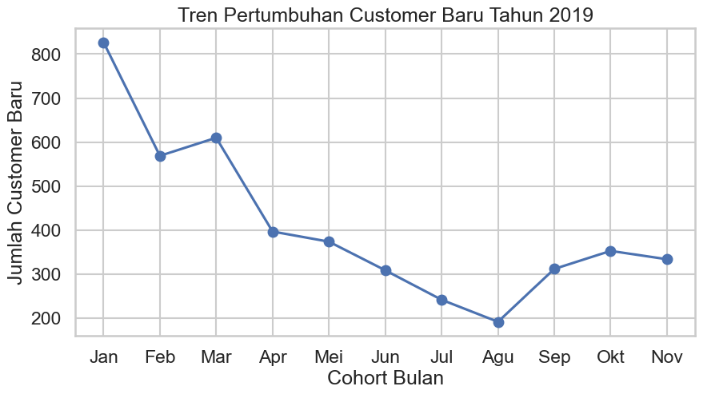 Tren Pertumbuhan Customer Baru Tahun 2019
Jumlah Customer Baru
800
700
600
500
400
300
200
Jan Feb Mar Apr Mei Jun Jul Agu Sep Okt Nov
Cohort Bulan